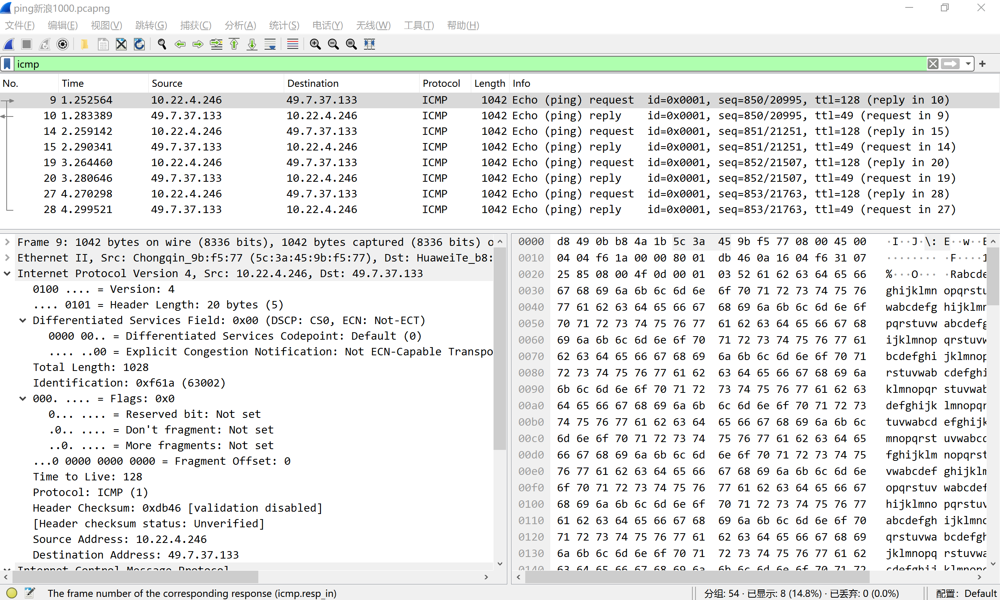 ping新浪1000.pcapng
文件(F) 编辑(E) 视图(V) 跳转(G) 捕获(C) 分析(A) 统计(S) 电话(Y) 无线(W) 工具(T) 帮助(H)
icmp
No. Time Source Destination Protocol Length Info
9 1.252564 10.22.4.246 49.7.37.133 ICMP 1042 Echo (ping) request id=0x0001, seq=850/20995, ttl=128 (reply in 10)
10 1.283389 49.7.37.133 10.22.4.246 ICMP 1042 Echo (ping) reply id=0x0001, seq=850/20995, ttl=49 (request in 9)
14 2.259142 10.22.4.246 49.7.37.133 ICMP 1042 Echo (ping) request id=0x0001, seq=851/21251, ttl=128 (reply in 15)
15 2.290341 49.7.37.133 10.22.4.246 ICMP 1042 Echo (ping) reply id=0x0001, seq=851/21251, ttl=49 (request in 14)
19 3.264460 10.22.4.246 49.7.37.133 ICMP 1042 Echo (ping) request id=0x0001, seq=852/21507, ttl=128 (reply in 20)
20 3.280646 49.7.37.133 10.22.4.246 ICMP 1042 Echo (ping) reply id=0x0001, seq=852/21507, ttl=49 (request in 19)
27 4.270298 10.22.4.246 49.7.37.133 ICMP 1042 Echo (ping) request id=0x0001, seq=853/21763, ttl=128 (reply in 28)
28 4.299521 49.7.37.133 10.22.4.246 ICMP 1042 Echo (ping) reply id=0x0001, seq=853/21763, ttl=49 (request in 27)
Frame 9: 1042 bytes on wire (8336 bits), 1042 bytes captured (8336 bits) o
Ethernet II, Src: Chongqin_9b:f5:77 (5c:3a:45:9b:f5:77), Dst: HuaweiTe_b8:
Internet Protocol Version 4, Src: 10.22.4.246, Dst: 49.7.37.133
0100 .... = Version: 4
.... 0101 = Header Length: 20 bytes (5)
Differentiated Services Field: 0x00 (DSCP: CS0, ECN: Not-ECT)
0000 00.. = Differentiated Services Codepoint: Default (0)
.... ..00 = Explicit Congestion Notification: Not ECN-Capable Transpo
Total Length: 1028
Identification: 0xf61a (63002)
000. .... = Flags: 0x0
0... .... = Reserved bit: Not set
.0.. .... = Don't fragment: Not set
..0. .... = More fragments: Not set
...0 0000 0000 0000 = Fragment Offset: 0
Time to Live: 128
Protocol: ICMP (1)
Header Checksum: 0xdb46 [validation disabled]
[Header checksum status: Unverified]
Source Address: 10.22.4.246
Destination Address: 49.7.37.133
Internet Control Message Protocol
0000 d8 49 0b b8 4a 1b 5c 3a 45 9b f5 77 08 00 45 00 ·I··J·\: E··w··E
0010 04 04 f6 1a 00 00 80 01 db 46 0a 16 04 f6 31 07 ········ ·F····1
0020 25 85 08 00 4f 0d 00 01 03 52 61 62 63 64 65 66 %···O··· ·Rabcde
0030 67 68 69 6a 6b 6c 6d 6e 6f 70 71 72 73 74 75 76 ghijklmn opqrstu
0040 77 61 62 63 64 65 66 67 68 69 6a 6b 6c 6d 6e 6f wabcdefg hijklmn
0050 70 71 72 73 74 75 76 77 61 62 63 64 65 66 67 68 pqrstuvw abcdefg
0060 69 6a 6b 6c 6d 6e 6f 70 71 72 73 74 75 76 77 61 ijklmnop qrstuvw
0070 62 63 64 65 66 67 68 69 6a 6b 6c 6d 6e 6f 70 71 bcdefghi jklmnop
0080 72 73 74 75 76 77 61 62 63 64 65 66 67 68 69 6a rstuvwab cdefghi
0090 6b 6c 6d 6e 6f 70 71 72 73 74 75 76 77 61 62 63 klmnopqr stuvwab
00a0 64 65 66 67 68 69 6a 6b 6c 6d 6e 6f 70 71 72 73 defghijk lmnopqr
00b0 74 75 76 77 61 62 63 64 65 66 67 68 69 6a 6b 6c tuvwabcd efghijk
00c0 6d 6e 6f 70 71 72 73 74 75 76 77 61 62 63 64 65 mnopqrst uvwabcd
00d0 66 67 68 69 6a 6b 6c 6d 6e 6f 70 71 72 73 74 75 fghijklm nopqrst
00e0 76 77 61 62 63 64 65 66 67 68 69 6a 6b 6c 6d 6e vwabcdef ghijklm
00f0 6f 70 71 72 73 74 75 76 77 61 62 63 64 65 66 67 opqrstuv wabcdef
0100 68 69 6a 6b 6c 6d 6e 6f 70 71 72 73 74 75 76 77 hijklmno pqrstuv
0110 61 62 63 64 65 66 67 68 69 6a 6b 6c 6d 6e 6f 70 abcdefgh ijklmno
0120 71 72 73 74 75 76 77 61 62 63 64 65 66 67 68 69 qrstuvwa bcdefgh
0130 6a 6b 6c 6d 6e 6f 70 71 72 73 74 75 76 77 61 62 jklmnopq rstuvwa
0140 63 64 65 66 67 68 69 6a 6b 6c 6d 6e 6f 70 71 72 cdefghij klmnopq
The frame number of the corresponding response (icmp.resp_in) 分组: 54 · 已显示: 8 (14.8%) · 已丢弃: 0 (0.0%) 配置: Default